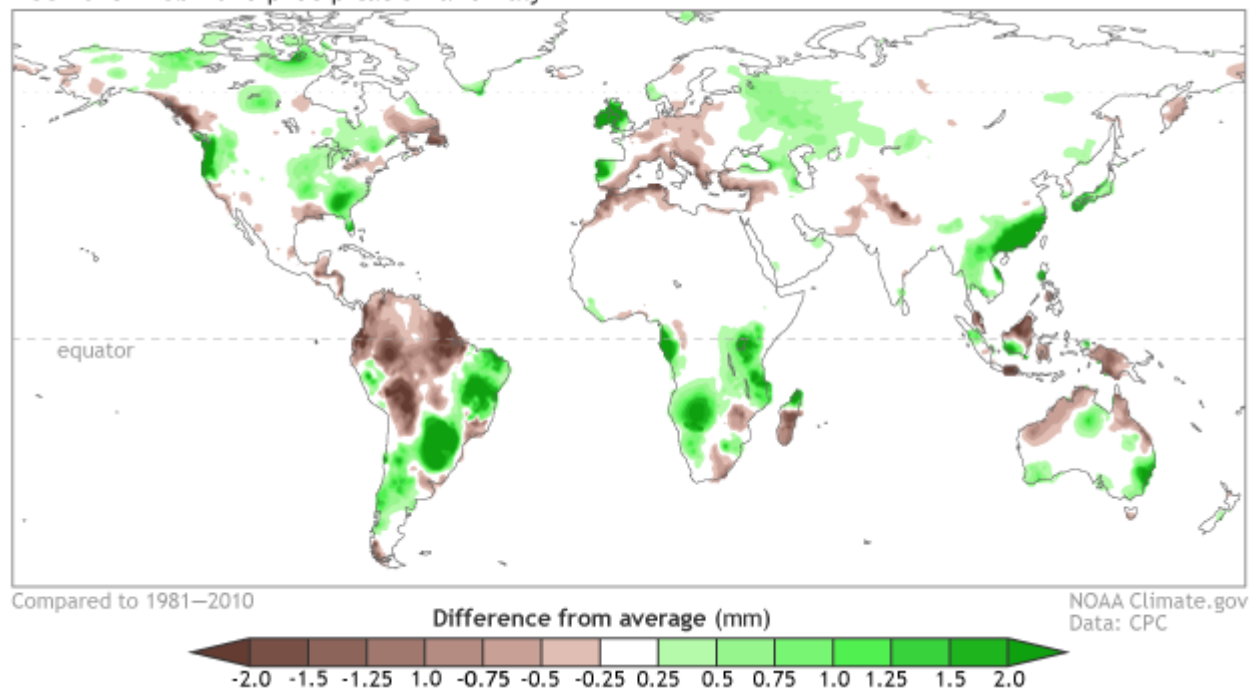 equator
Compared to 1981—2010
NOAA Climate.gov
Data: CPC
Difference from average (mm)
-2.0 -1.5 -1.25 1.0 -0.75 -0.5 -0.25 0.25 0.5 0.75 1.0 1.25 1.5 2.0